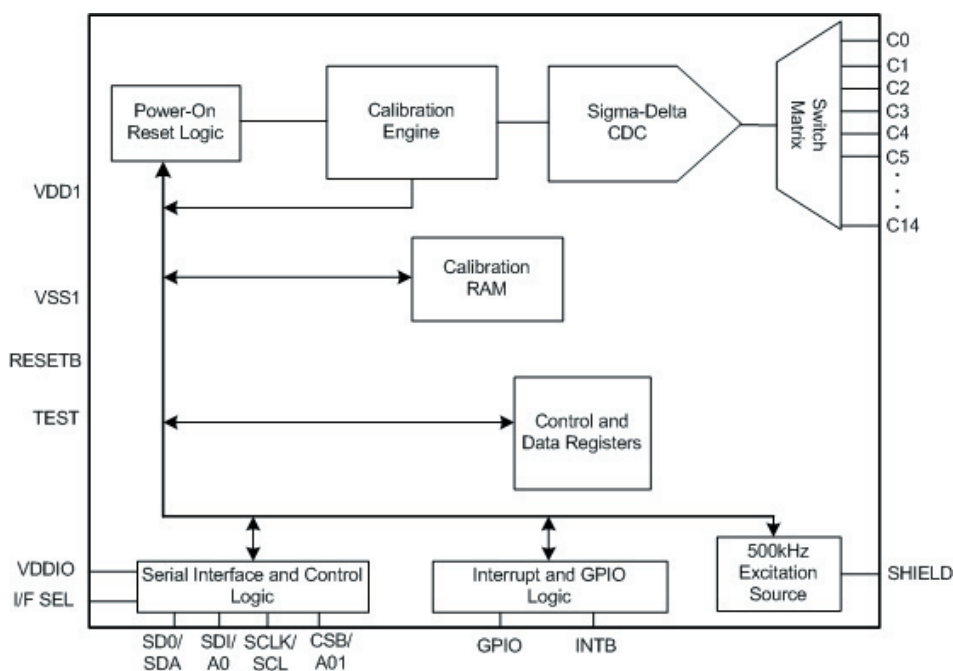 C0
C1
C2
C3
C4
C5
C14
Power-On
Reset Logic
Calibration
Engine
Sigma-Delta
CDC
Switch
Matrix
VDD1
Calibration
RAM
VSS1
RESETB
TEST
Control and
Data Registers
VDDIO
I/F SEL
Serial Interface and Control
Logic
Interrupt and GPIO
Logic
500kHz
Excitation
Source
SHIELD
SD0/
SDA
SDI/
A0
SCLK/
SCL
CSB/
A01
GPIO
INTB